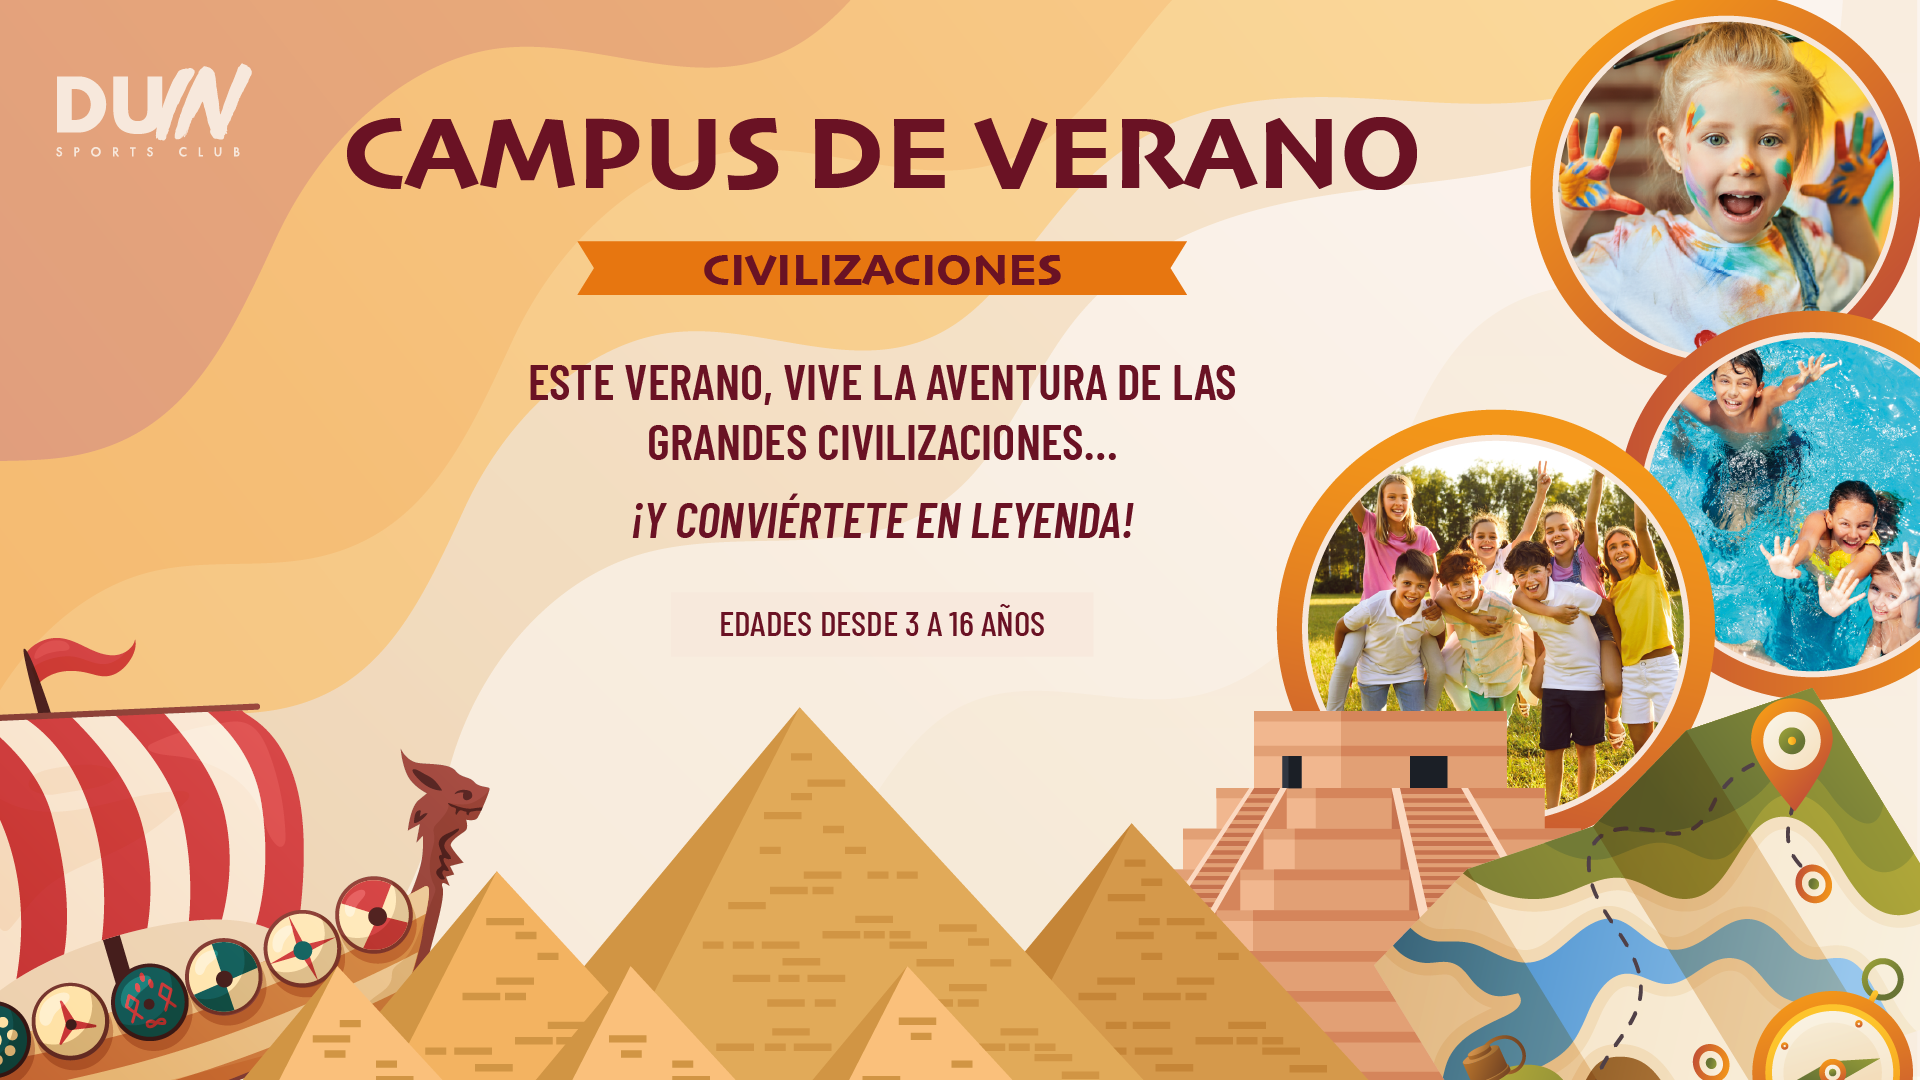 DUIN
SPORTS CLUB
CAMPUS DE VERANO
CIVILIZACIONES
ESTE VERANO, VIVE LA AVENTURA DE LAS
GRANDES CIVILIZACIONES...
¡Y CONVIÉRTETE EN LEYENDA!
EDADES DESDE 3 A 16 AÑOS